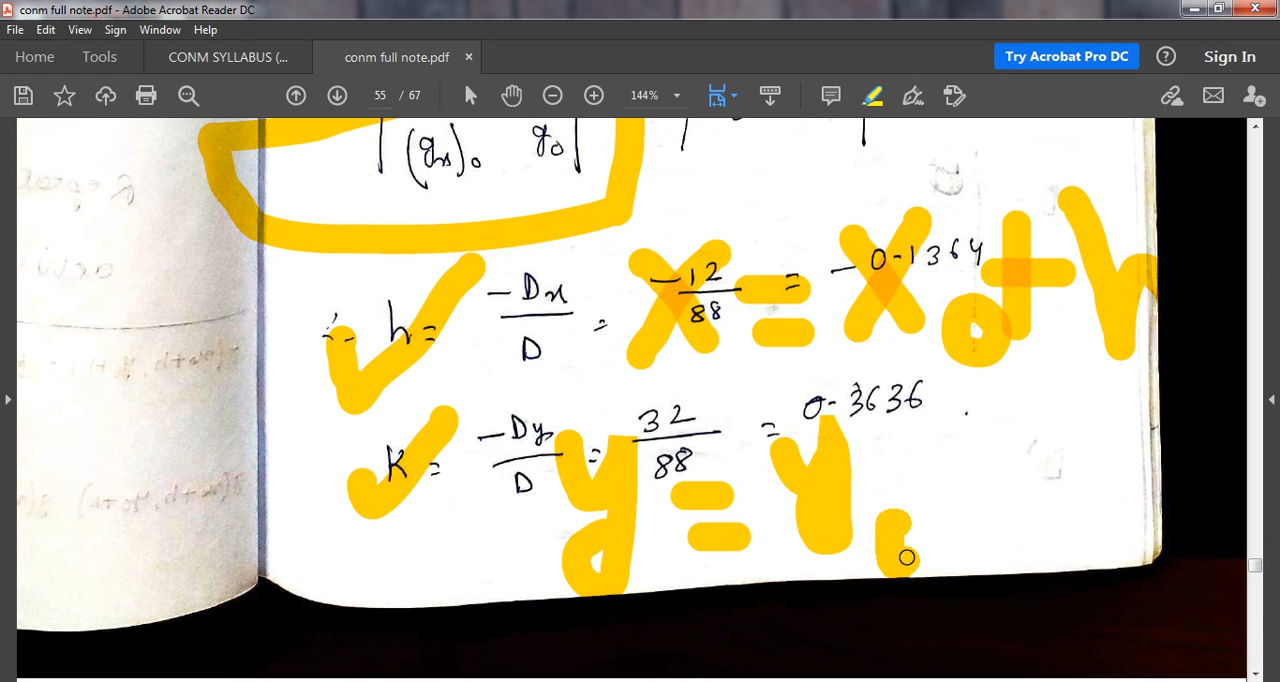 conm full note.pdf - Adobe Acrobat Reader DC
File Edit View Sign Window Help
Home Tools CONM SYLLABUS (... conm full note.pdf × Try Acrobat Pro DC Sign In
55 / 67 144%
(gx)₀ g₀
∴ h = -Dx/D = -12/88 = -0.1364
x = x₀ + h
K = -Dy/D = 32/88 = 0.3636
y = y